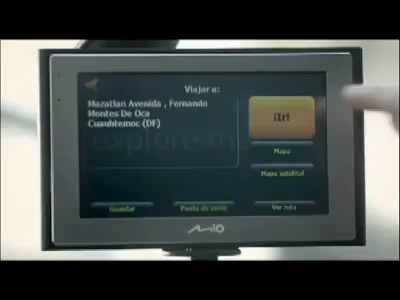 Viajar a:
Mazatlan Avenida , Fernando
Montes De Oca
Cuauhtemoc (DF)
¡Ir!
Mapa
Mapa satelital
Guardar
Punto de inicio
Ver ruta
Mio